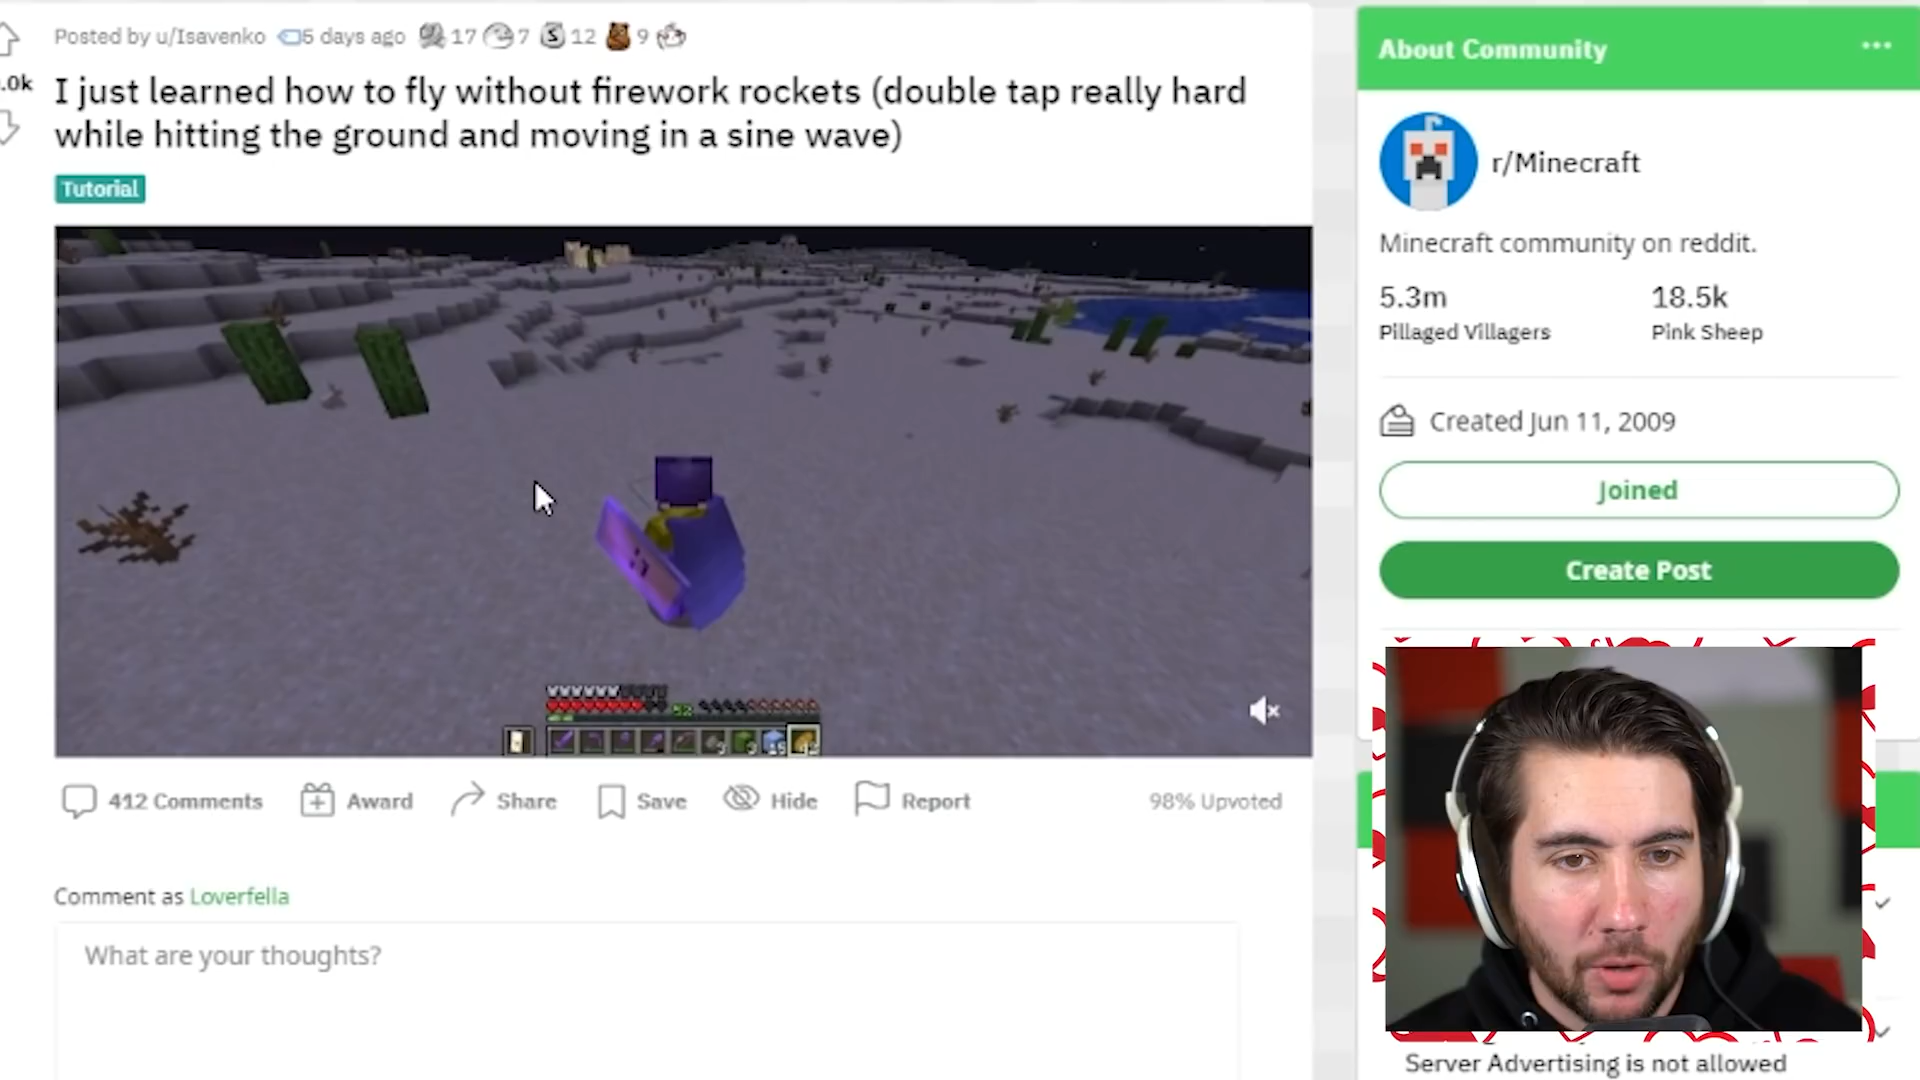 Posted by u/Isavenko 5 days ago 17 7 12 9
.0k
I just learned how to fly without firework rockets (double tap really hard
while hitting the ground and moving in a sine wave)
Tutorial
52
3 3 15
412 Comments Award Share Save Hide Report 98% Upvoted
Comment as Loverfella
What are your thoughts?
About Community
r/Minecraft
Minecraft community on reddit.
5.3m 18.5k
Pillaged Villagers Pink Sheep
Created Jun 11, 2009
Joined
Create Post
Server Advertising is not allowed